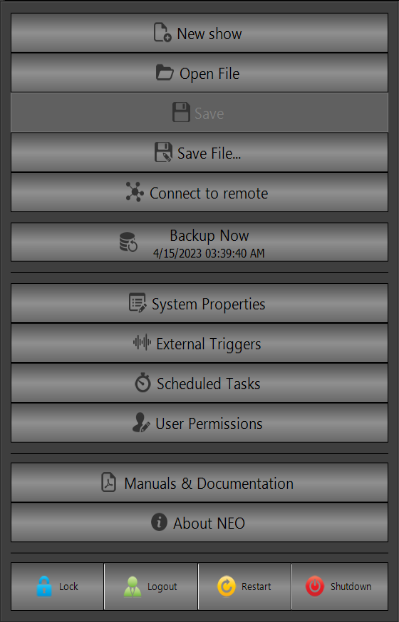 New show
Open File
Save
Save File...
Connect to remote
Backup Now
4/15/2023 03:39:40 AM
System Properties
External Triggers
Scheduled Tasks
User Permissions
Manuals & Documentation
About NEO
Lock Logout Restart Shutdown